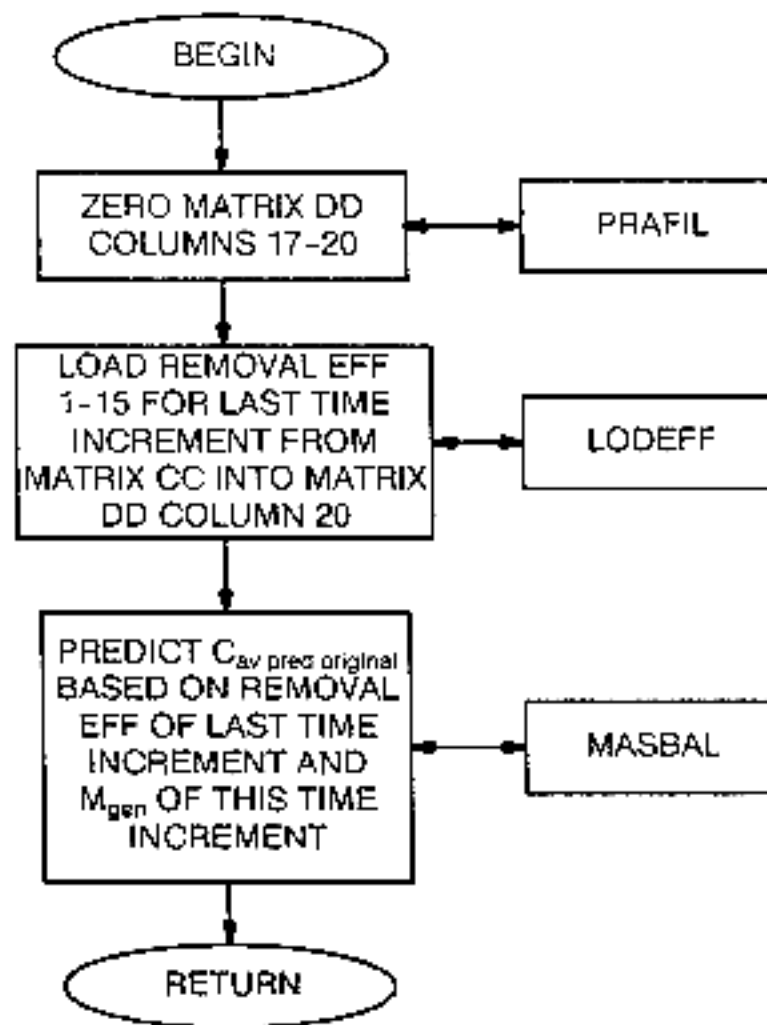 BEGIN
ZERO MATRIX DD
COLUMNS 17-20
PRAFIL
LOAD REMOVAL EFF
1-15 FOR LAST TIME
INCREMENT FROM
MATRIX CC INTO MATRIX
DD COLUMN 20
LODEFF
PREDICT Cav pred original
BASED ON REMOVAL
EFF OF LAST TIME
INCREMENT AND
Mgen OF THIS TIME
INCREMENT
MASBAL
RETURN